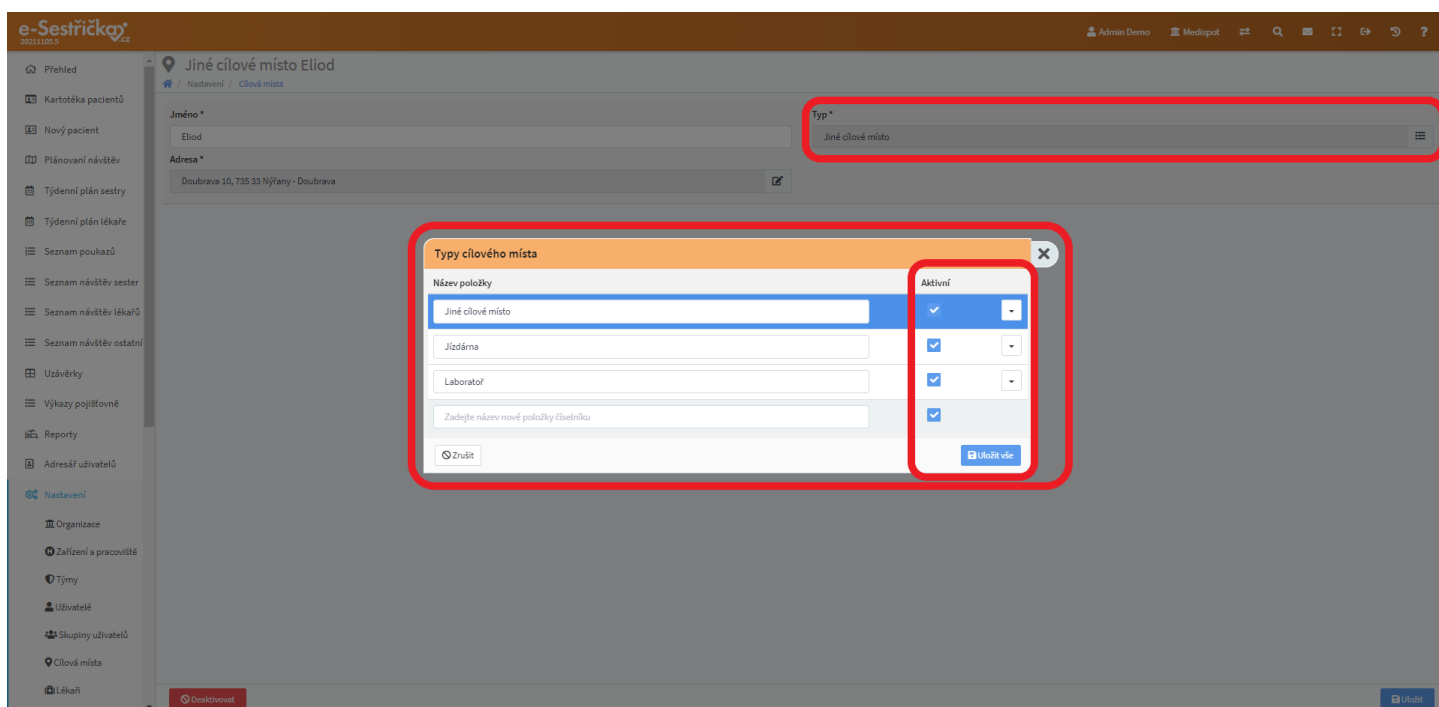 e-Sestřička.cz
20211105.5
Admin Demo
Medispot
?
Přehled
Kartotéka pacientů
Nový pacient
Plánovaní návštěv
Týdenní plán sestry
Týdenní plán lékaře
Seznam poukazů
Seznam návštěv sester
Seznam návštěv lékařů
Seznam návštěv ostatní
Uzávěrky
Výkazy pojišťovně
Reporty
Adresář uživatelů
Nastavení
Organizace
Zařízení a pracoviště
Týmy
Uživatelé
Skupiny uživatelů
Cílová místa
Lékaři
Jiné cílové místo Eliod
/ Nastavení / Cílová místa
Jméno *
Eliod
Typ *
Jiné cílové místo
Adresa *
Doubrava 10, 735 33 Nýřany - Doubrava
Typy cílového místa
Název položky
Aktivní
Jiné cílové místo
Jízdárna
Laboratoř
Zadejte název nové položky číselníku
Zrušit
Uložit vše
Deaktivovat
Uložit